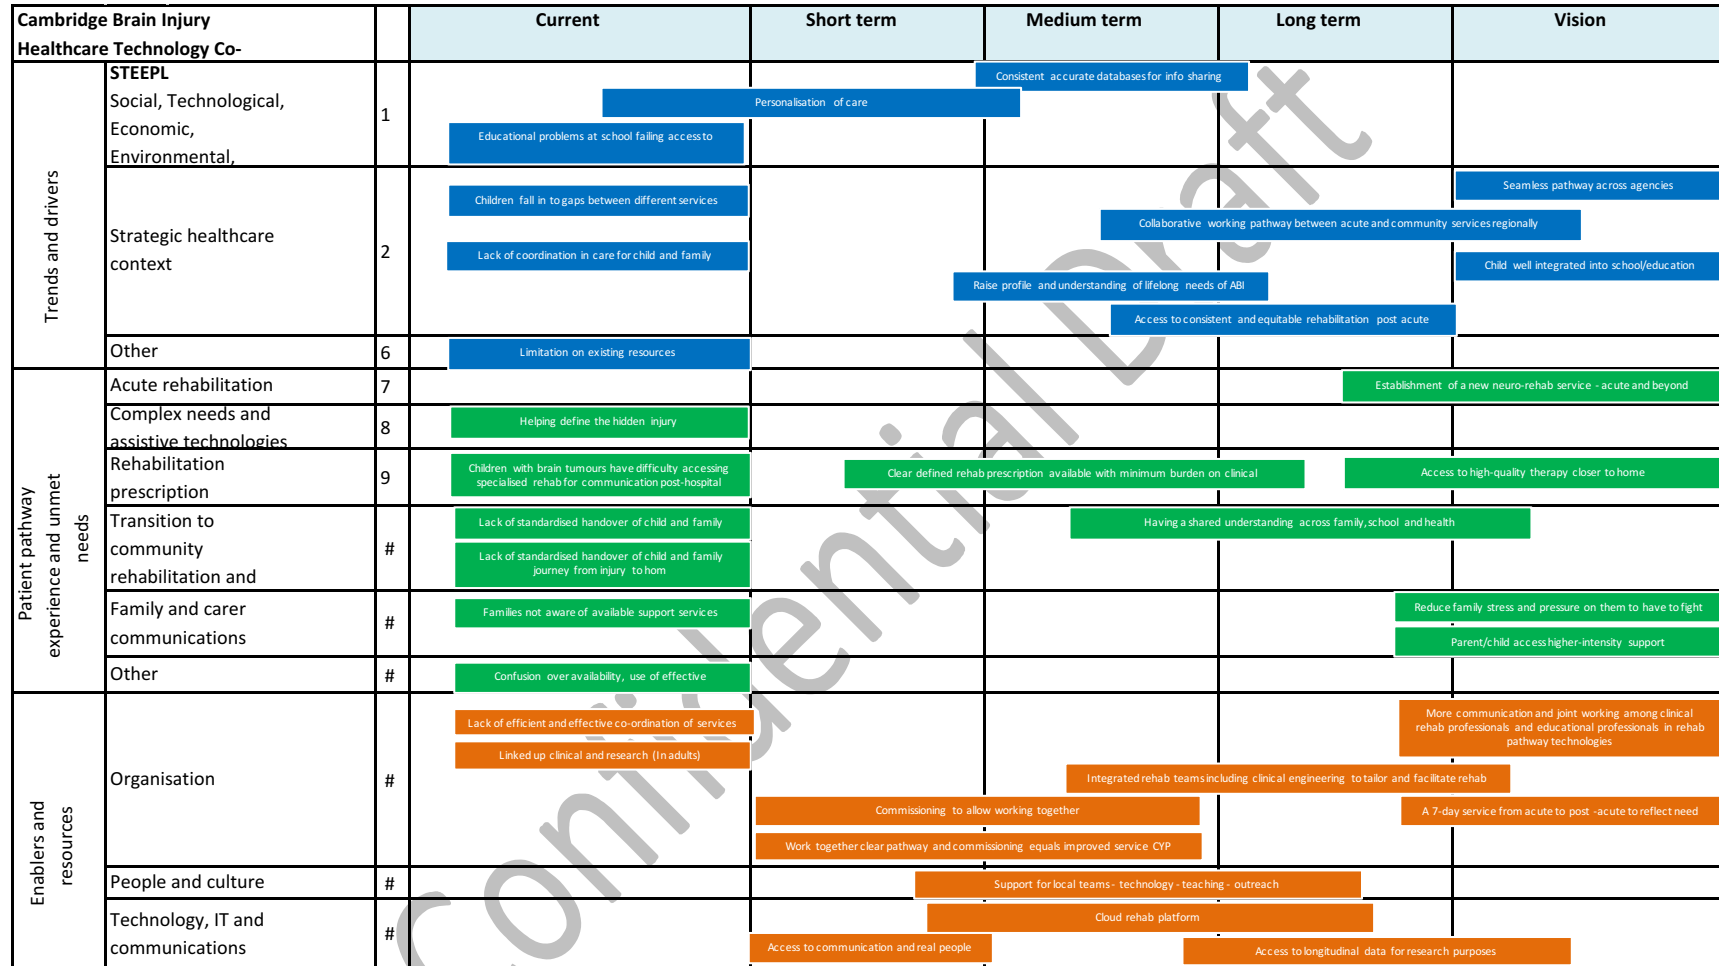 Cambridge Brain Injury
Healthcare Technology Co-
Current
Short term
Medium term
Long term
Vision
Trends and drivers
STEEPL
Social, Technological,
Economic,
Environmental,
1
Consistent accurate databases for info sharing
Personalisation of care
Educational problems at school failing access to
Strategic healthcare
context
2
Children fall in to gaps between different services
Seamless pathway across agencies
Collaborative working pathway between acute and community services regionally
Lack of coordination in care for child and family
Child well integrated into school/education
Raise profile and understanding of lifelong needs of ABI
Access to consistent and equitable rehabilitation post acute
Other
6
Limitation on existing resources
Patient pathway
experience and unmet
needs
Acute rehabilitation
7
Establishment of a new neuro-rehab service - acute and beyond
Complex needs and
assistive technologies
8
Helping define the hidden injury
Rehabilitation
prescription
9
Children with brain tumours have difficulty accessing
specialised rehab for communication post-hospital
Clear defined rehab prescription available with minimum burden on clinical
Access to high-quality therapy closer to home
Transition to
community
rehabilitation and
#
Lack of standardised handover of child and family
Having a shared understanding across family, school and health
Lack of standardised handover of child and family
journey from injury to hom
Family and carer
communications
#
Families not aware of available support services
Reduce family stress and pressure on them to have to fight
Parent/child access higher-intensity support
Other
#
Confusion over availability, use of effective
Enablers and
resources
Organisation
#
Lack of efficient and effective co-ordination of services
More communication and joint working among clinical
rehab professionals and educational professionals in rehab
pathway technologies
Linked up clinical and research (In adults)
Integrated rehab teams including clinical engineering to tailor and facilitate rehab
Commissioning to allow working together
A 7-day service from acute to post -acute to reflect need
Work together clear pathway and commissioning equals improved service CYP
People and culture
#
Support for local teams - technology - teaching - outreach
Technology, IT and
communications
#
Cloud rehab platform
Access to communication and real people
Access to longitudinal data for research purposes
Confidential Draft